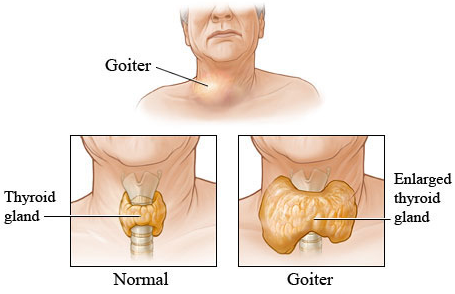 Goiter
Thyroid
gland
Enlarged
thyroid
gland
Normal
Goiter